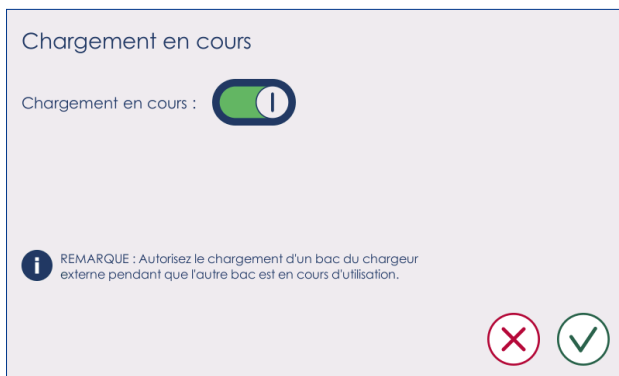 Chargement en cours
Chargement en cours :
REMARQUE : Autorisez le chargement d'un bac du chargeur
externe pendant que l'autre bac est en cours d'utilisation.